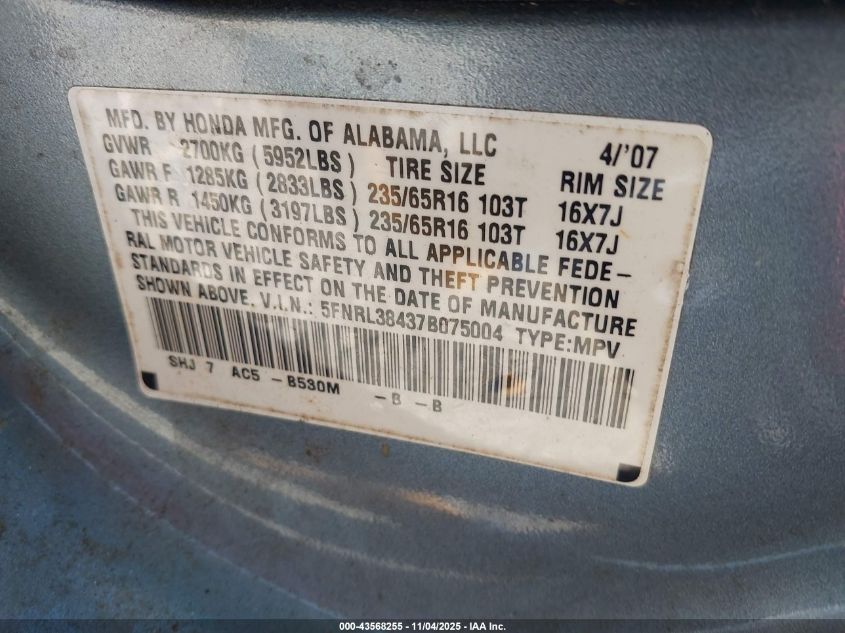 MFD. BY HONDA MFG. OF ALABAMA, LLC 4/'07
GVWR 2700KG (5952LBS) TIRE SIZE RIM SIZE
GAWR F 1285KG (2833LBS) 235/65R16 103T 16X7J
GAWR R 1450KG (3197LBS) 235/65R16 103T 16X7J
THIS VEHICLE CONFORMS TO ALL APPLICABLE FEDE-
RAL MOTOR VEHICLE SAFETY AND THEFT PREVENTION
STANDARDS IN EFFECT ON THE DATE OF MANUFACTURE
SHOWN ABOVE. V.I.N.: 5FNRL38437B075004 TYPE:MPV
SHJ 7 AC5 -B530M -B -B
000-43568255 - 11/04/2025 - IAA Inc.